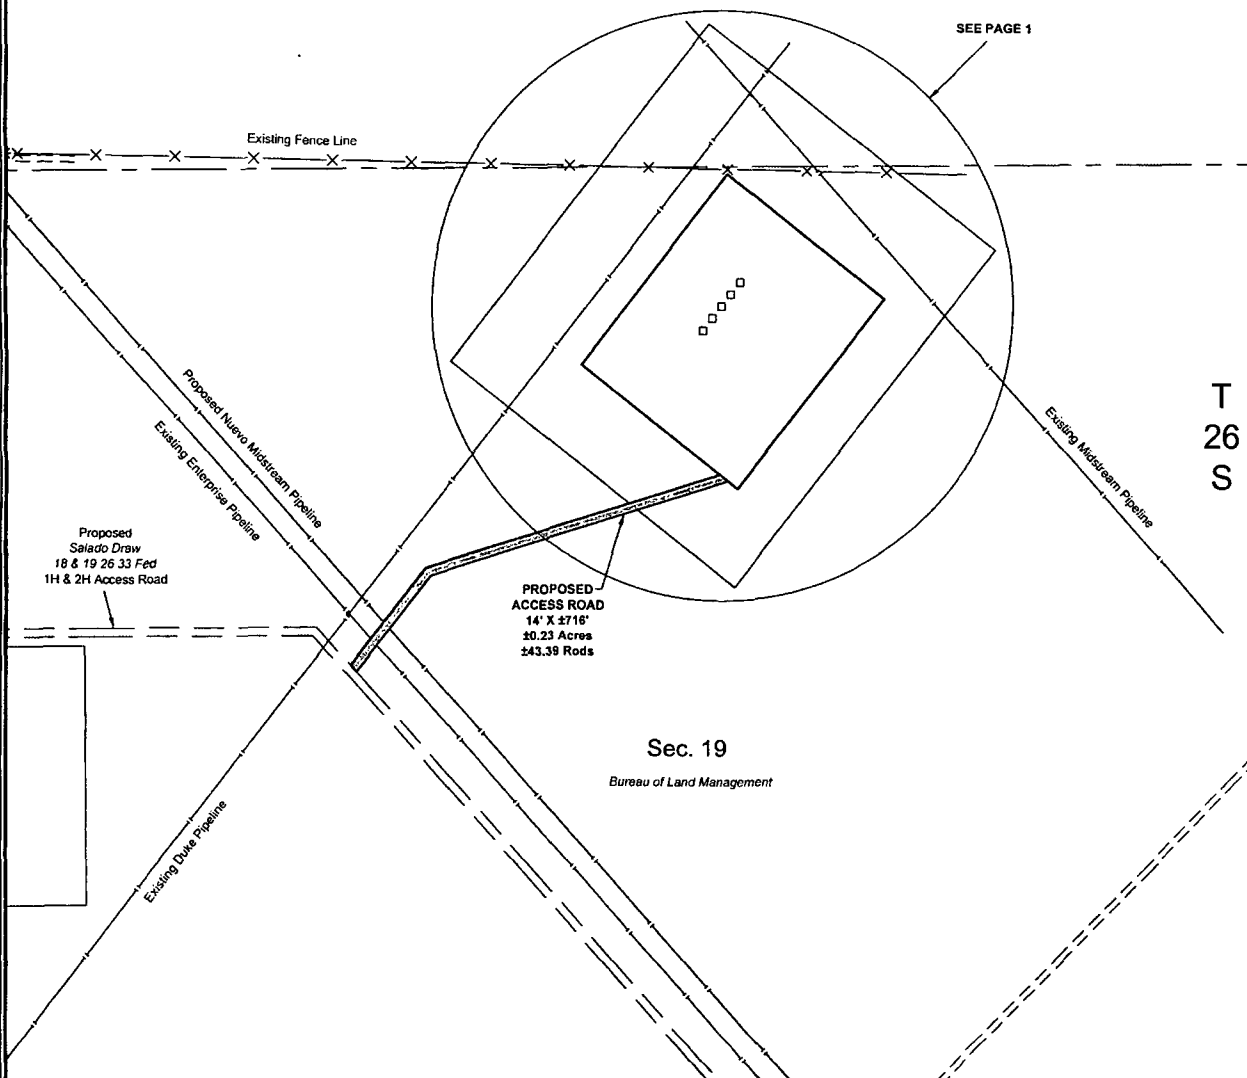 SEE PAGE 1
Existing Fence Line
T
26
S
Proposed Nuevo Midstream Pipeline
Existing Enterprise Pipeline
Existing Midstream Pipeline
Proposed
Salado Draw
18 & 19 26 33 Fed
1H & 2H Access Road
PROPOSED
ACCESS ROAD
14' X ±716'
±0.23 Acres
±43.39 Rods
Sec. 19
Bureau of Land Management
Existing Duke Pipeline